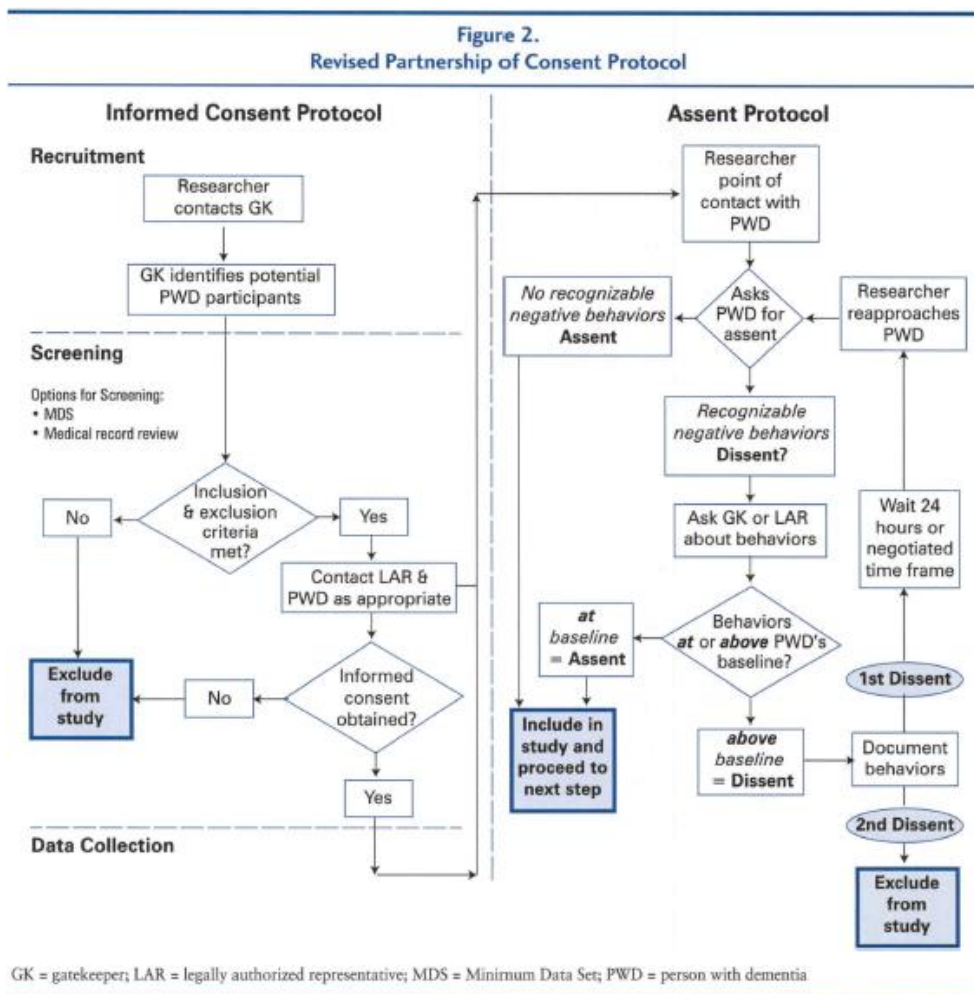 Figure 2.
Revised Partnership of Consent Protocol
Informed Consent Protocol
Recruitment
Researcher
contacts GK
GK identifies potential
PWD participants
Screening
Options for Screening:
• MDS
• Medical record review
Inclusion
& exclusion
criteria
met?
No
Yes
Contact LAR &
PWD as appropriate
Informed
consent
obtained?
No
Exclude
from
study
Yes
Data Collection
Assent Protocol
Researcher
point of
contact with
PWD
Asks
PWD for
assent
No recognizable
negative behaviors
Assent
Researcher
reapproaches
PWD
Recognizable
negative behaviors
Dissent?
Ask GK or LAR
about behaviors
Wait 24
hours or
negotiated
time frame
Behaviors
at or above PWD's
baseline?
at
baseline
= Assent
Include in
study and
proceed to
next step
above
baseline
= Dissent
Document
behaviors
1st Dissent
2nd Dissent
Exclude
from
study
GK = gatekeeper; LAR = legally authorized representative; MDS = Minimum Data Set; PWD = person with dementia